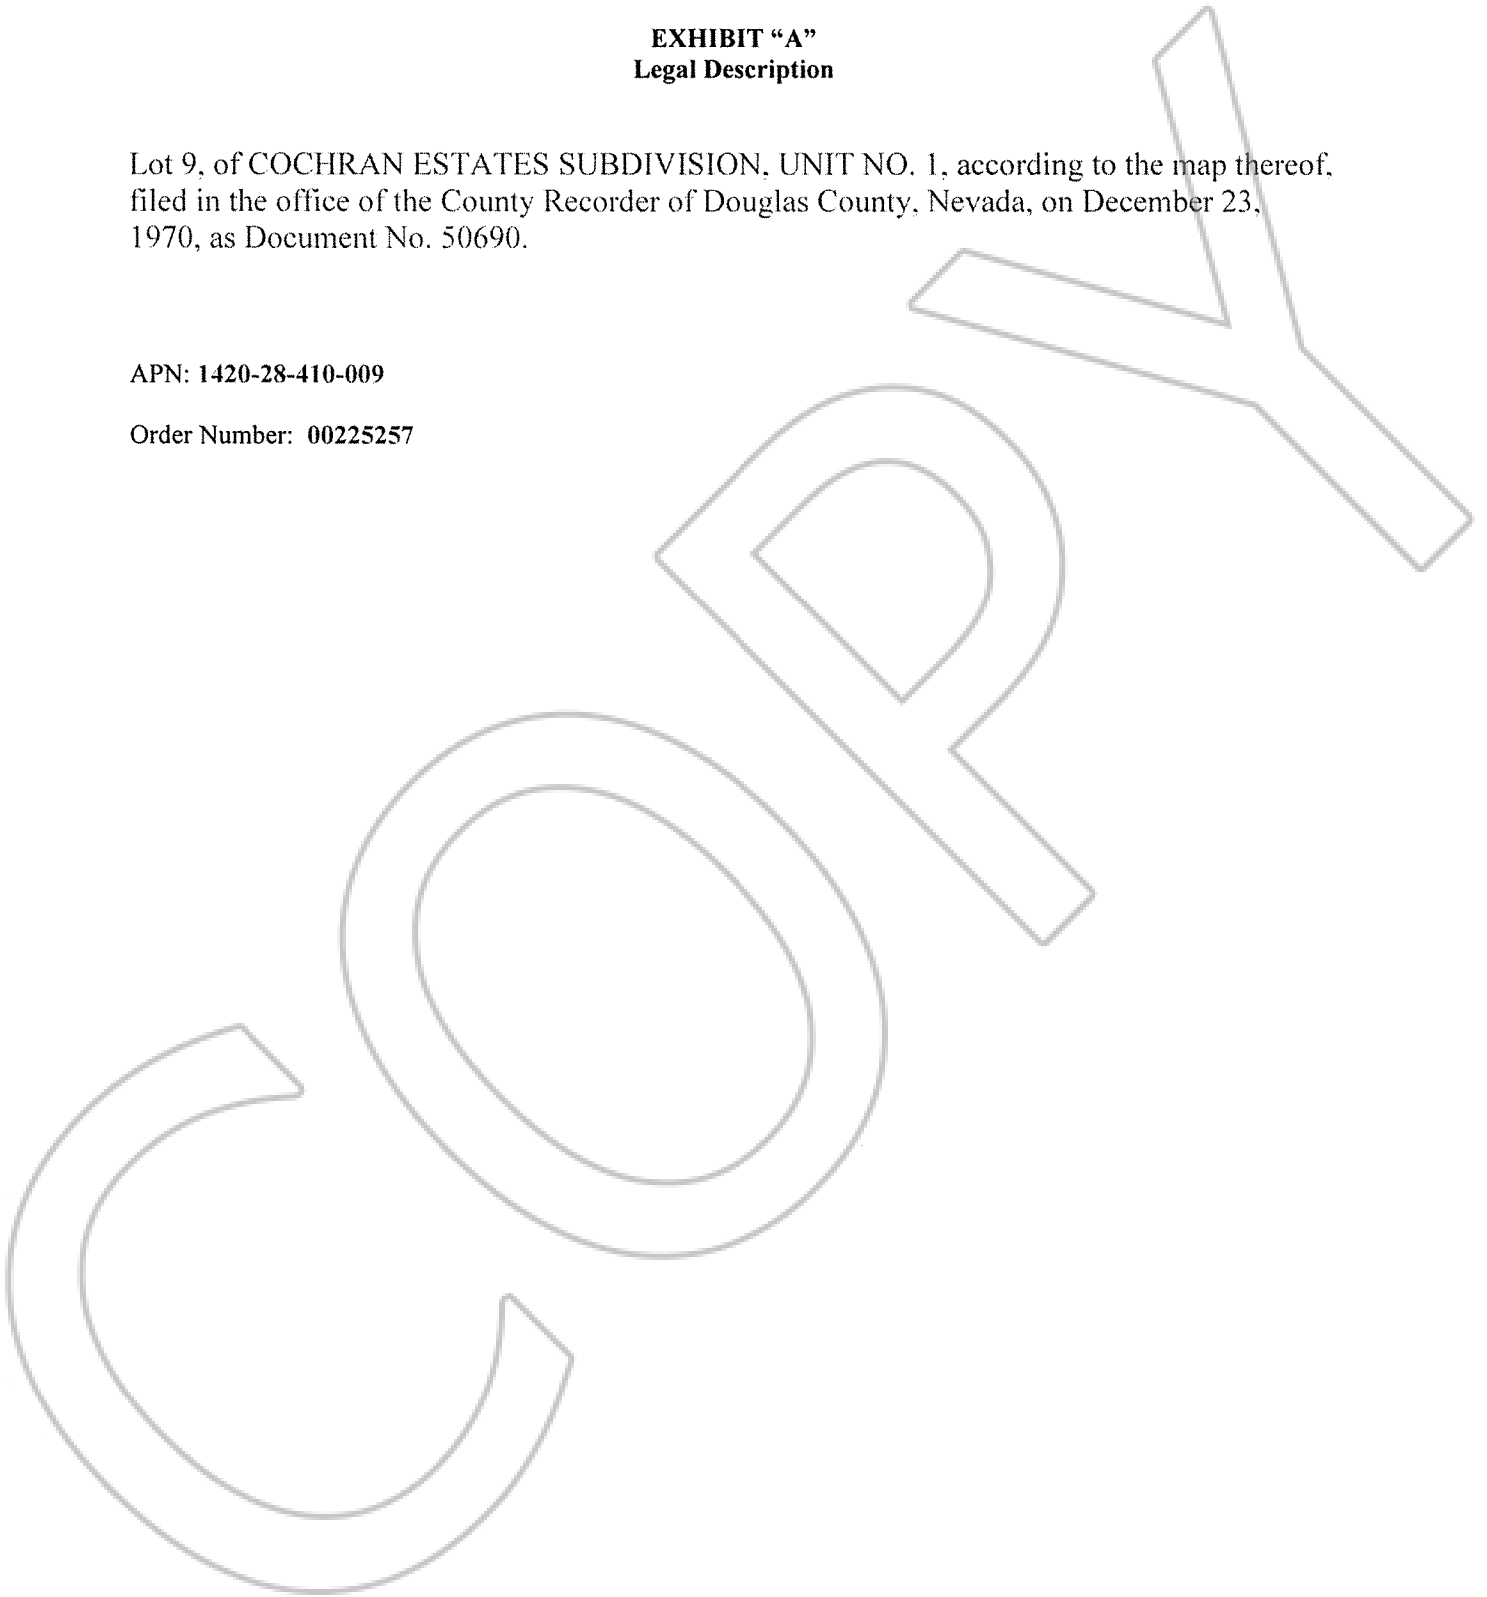 EXHIBIT “A”
Legal Description
Lot 9, of COCHRAN ESTATES SUBDIVISION, UNIT NO. 1, according to the map thereof,
filed in the office of the County Recorder of Douglas County, Nevada, on December 23,
1970, as Document No. 50690.
APN: 1420-28-410-009
Order Number: 00225257
COPY